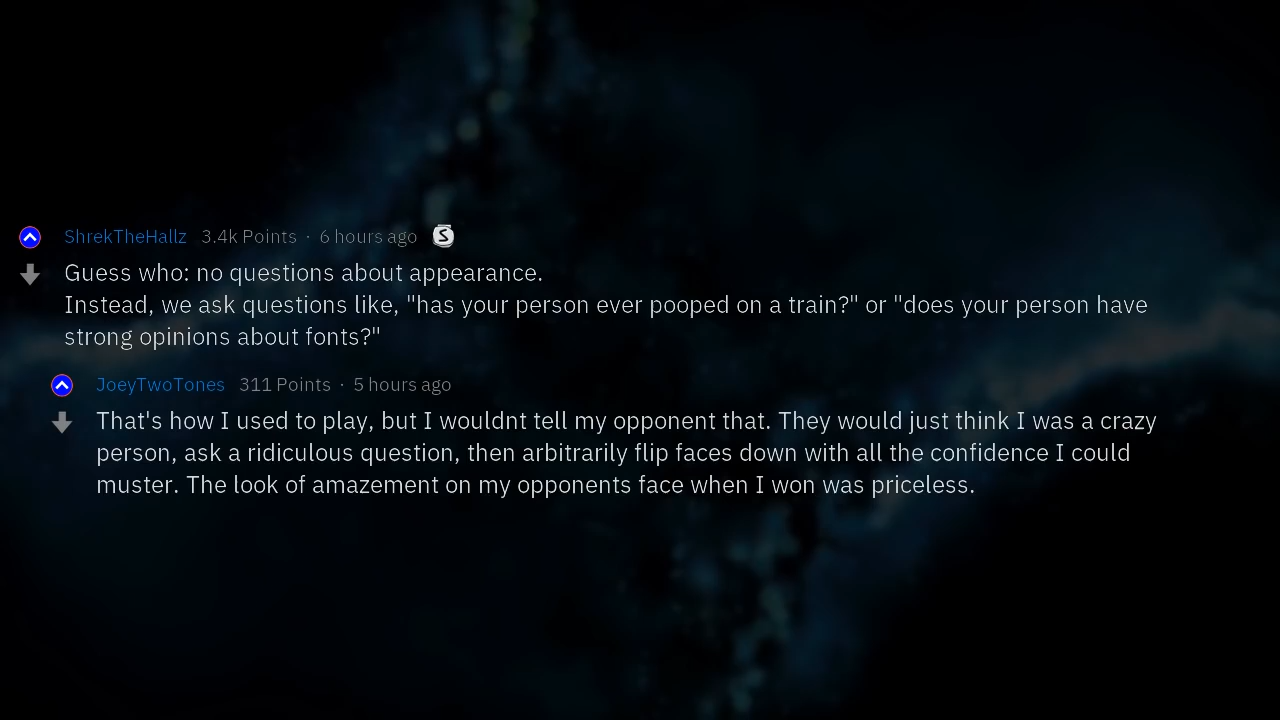 ShrekTheHallz 3.4k Points · 6 hours ago S
Guess who: no questions about appearance.
Instead, we ask questions like, "has your person ever pooped on a train?" or "does your person have
strong opinions about fonts?"
JoeyTwoTones 311 Points · 5 hours ago
That's how I used to play, but I wouldnt tell my opponent that. They would just think I was a crazy
person, ask a ridiculous question, then arbitrarily flip faces down with all the confidence I could
muster. The look of amazement on my opponents face when I won was priceless.